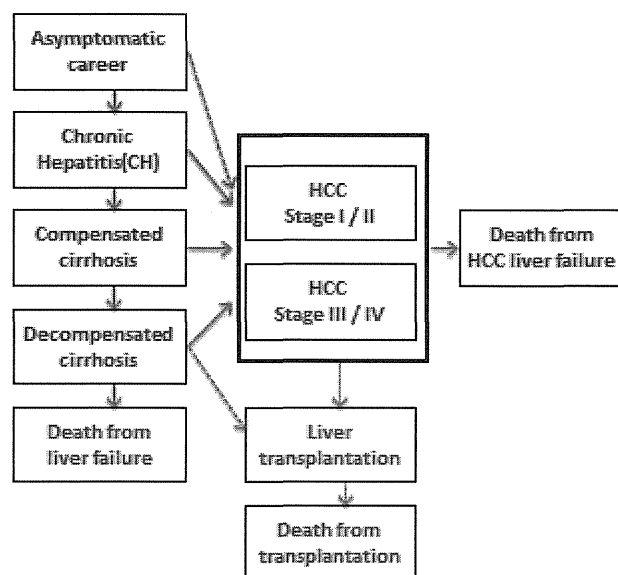 Asymptomatic
career
Chronic
Hepatitis(CH)
Compensated
cirrhosis
Decompensated
cirrhosis
Death from
liver failure
HCC
Stage I / II
HCC
Stage III / IV
Liver
transplantation
Death from
transplantation
Death from
HCC liver failure